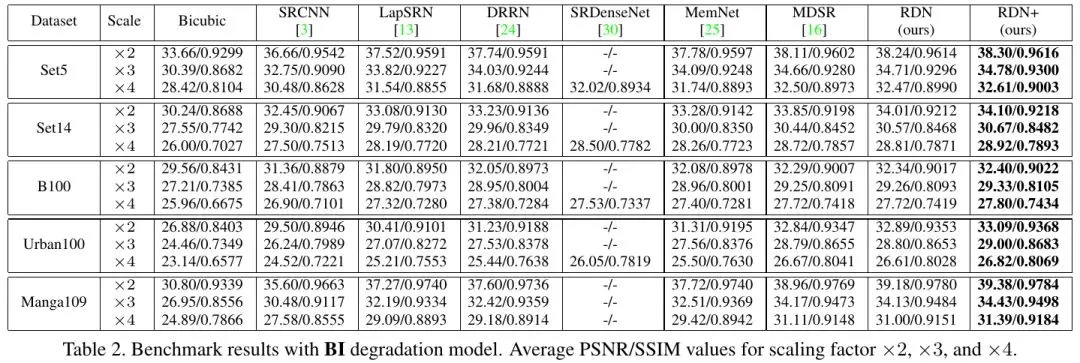 Dataset Scale Bicubic SRCNN LapSRN DRRN SRDenseNet MemNet MDSR RDN RDN+
[3] [13] [24] [30] [25] [16] (ours) (ours)
Set5 ×2 33.66/0.9299 36.66/0.9542 37.52/0.9591 37.74/0.9591 -/- 37.78/0.9597 38.11/0.9602 38.24/0.9614 38.30/0.9616
×3 30.39/0.8682 32.75/0.9090 33.82/0.9227 34.03/0.9244 -/- 34.09/0.9248 34.66/0.9280 34.71/0.9296 34.78/0.9300
×4 28.42/0.8104 30.48/0.8628 31.54/0.8855 31.68/0.8888 32.02/0.8934 31.74/0.8893 32.50/0.8973 32.47/0.8990 32.61/0.9003
Set14 ×2 30.24/0.8688 32.45/0.9067 33.08/0.9130 33.23/0.9136 -/- 33.28/0.9142 33.85/0.9198 34.01/0.9212 34.10/0.9218
×3 27.55/0.7742 29.30/0.8215 29.79/0.8320 29.96/0.8349 -/- 30.00/0.8350 30.44/0.8452 30.57/0.8468 30.67/0.8482
×4 26.00/0.7027 27.50/0.7513 28.19/0.7720 28.21/0.7721 28.50/0.7782 28.26/0.7723 28.72/0.7857 28.81/0.7871 28.92/0.7893
B100 ×2 29.56/0.8431 31.36/0.8879 31.80/0.8950 32.05/0.8973 -/- 32.08/0.8978 32.29/0.9007 32.34/0.9017 32.40/0.9022
×3 27.21/0.7385 28.41/0.7863 28.82/0.7973 28.95/0.8004 -/- 28.96/0.8001 29.25/0.8091 29.26/0.8093 29.33/0.8105
×4 25.96/0.6675 26.90/0.7101 27.32/0.7280 27.38/0.7284 27.53/0.7337 27.40/0.7281 27.72/0.7418 27.72/0.7419 27.80/0.7434
Urban100 ×2 26.88/0.8403 29.50/0.8946 30.41/0.9101 31.23/0.9188 -/- 31.31/0.9195 32.84/0.9347 32.89/0.9353 33.09/0.9368
×3 24.46/0.7349 26.24/0.7989 27.07/0.8272 27.53/0.8378 -/- 27.56/0.8376 28.79/0.8655 28.80/0.8653 29.00/0.8683
×4 23.14/0.6577 24.52/0.7221 25.21/0.7553 25.44/0.7638 26.05/0.7819 25.50/0.7630 26.67/0.8041 26.61/0.8028 26.82/0.8069
Manga109 ×2 30.80/0.9339 35.60/0.9663 37.27/0.9740 37.60/0.9736 -/- 37.72/0.9740 38.96/0.9769 39.18/0.9780 39.38/0.9784
×3 26.95/0.8556 30.48/0.9117 32.19/0.9334 32.42/0.9359 -/- 32.51/0.9369 34.17/0.9473 34.13/0.9484 34.43/0.9498
×4 24.89/0.7866 27.58/0.8555 29.09/0.8893 29.18/0.8914 -/- 29.42/0.8942 31.11/0.9148 31.00/0.9151 31.39/0.9184
Table 2. Benchmark results with BI degradation model. Average PSNR/SSIM values for scaling factor ×2, ×3, and ×4.